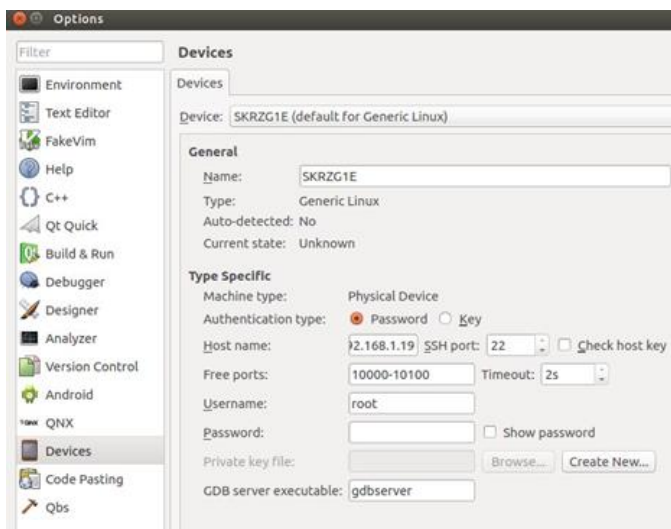 Options
Filter
Environment
Text Editor
FakeVim
Help
C++
Qt Quick
Build & Run
Debugger
Designer
Analyzer
Version Control
Android
QNX
Devices
Code Pasting
Qbs
Devices
Devices
Device: SKRZG1E (default for Generic Linux)
General
Name: SKRZG1E
Type: Generic Linux
Auto-detected: No
Current state: Unknown
Type Specific
Machine type: Physical Device
Authentication type: Password Key
Host name: 92.168.1.19 SSH port: 22 Check host key
Free ports: 10000-10100 Timeout: 2s
Username: root
Password: Show password
Private key file: Browse... Create New...
GDB server executable: gdbserver